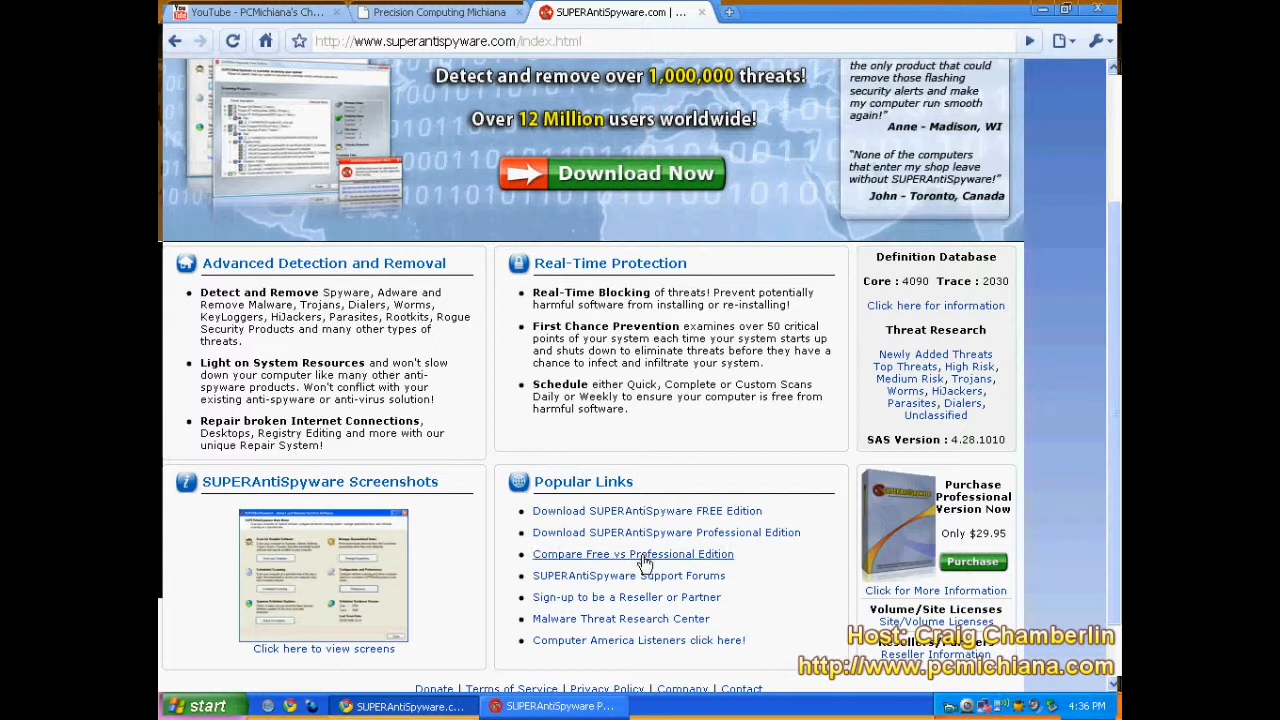 YouTube - PCMichiana's Ch...
Precision Computing Michiana
SUPERAntiSpyware.com | ...
http://www.superantispyware.com/index.html
Detect and remove over 1,000,000 threats!
Over 12 Million users worldwide!
Download Now
the only product that could
remove those flashing
security alerts. I like
my computer
again!"
Anne - Madison, WI
"None of the computers
that enter my shop leave
without SUPERAntiSpyware!"
John - Toronto, Canada
Advanced Detection and Removal
Detect and Remove Spyware, Adware and
Remove Malware, Trojans, Dialers, Worms,
KeyLoggers, HiJackers, Parasites, Rootkits, Rogue
Security Products and many other types of
threats.
Light on System Resources and won't slow
down your computer like many other anti-
spyware products. Won't conflict with your
existing anti-spyware or anti-virus solution!
Repair broken Internet Connections,
Desktops, Registry Editing and more with our
unique Repair System!
Real-Time Protection
Real-Time Blocking of threats! Prevent potentially
harmful software from installing or re-installing!
First Chance Prevention examines over 50 critical
points of your system each time your system starts up
and shuts down to eliminate threats before they have a
chance to infect and infiltrate your system.
Schedule either Quick, Complete or Custom Scans
Daily or Weekly to ensure your computer is free from
harmful software.
Definition Database
Core : 4090 Trace : 2030
Click here for information
Threat Research
Newly Added Threats
Top Threats, High Risk,
Medium Risk, Trojans,
Worms, HiJackers,
Parasites, Dialers,
Unclassified
SAS Version : 4.28.1010
SUPERAntiSpyware Screenshots
Click here to view screens
Popular Links
Download SUPERAntiSpyware FREE
Download SUPERAntiSpyware Professional Edition
Compare Free vs Professional Edition
SUPERAntiSpyware Support Forums
Sign-up to be a Reseller or Partner
Malware Threat Research Center
Computer America Listeners click here!
Purchase
Professional
Version Now
Only $29.95
Purchase
Click for More Information
Volume/Site Licenses
Site/Volume Licenses
Reseller Information
Host: Craig Chamberlin
http://www.pcmichiana.com
Donate | Terms of Service | Privacy Policy | Company | Contact
start
SUPERAntiSpyware.c...
SUPERAntiSpyware P...
4:36 PM